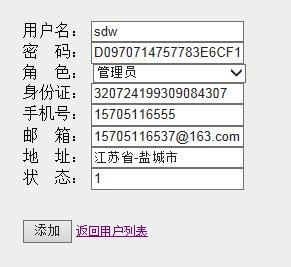 用户名: sdw
密 码: D0970714757783E6CF1
角 色: 管理员
身份证: 320724199309084307
手机号: 15705116555
邮 箱: 15705116537@163.com
地 址: 江苏省-盐城市
状 态: 1
添加 返回用户列表